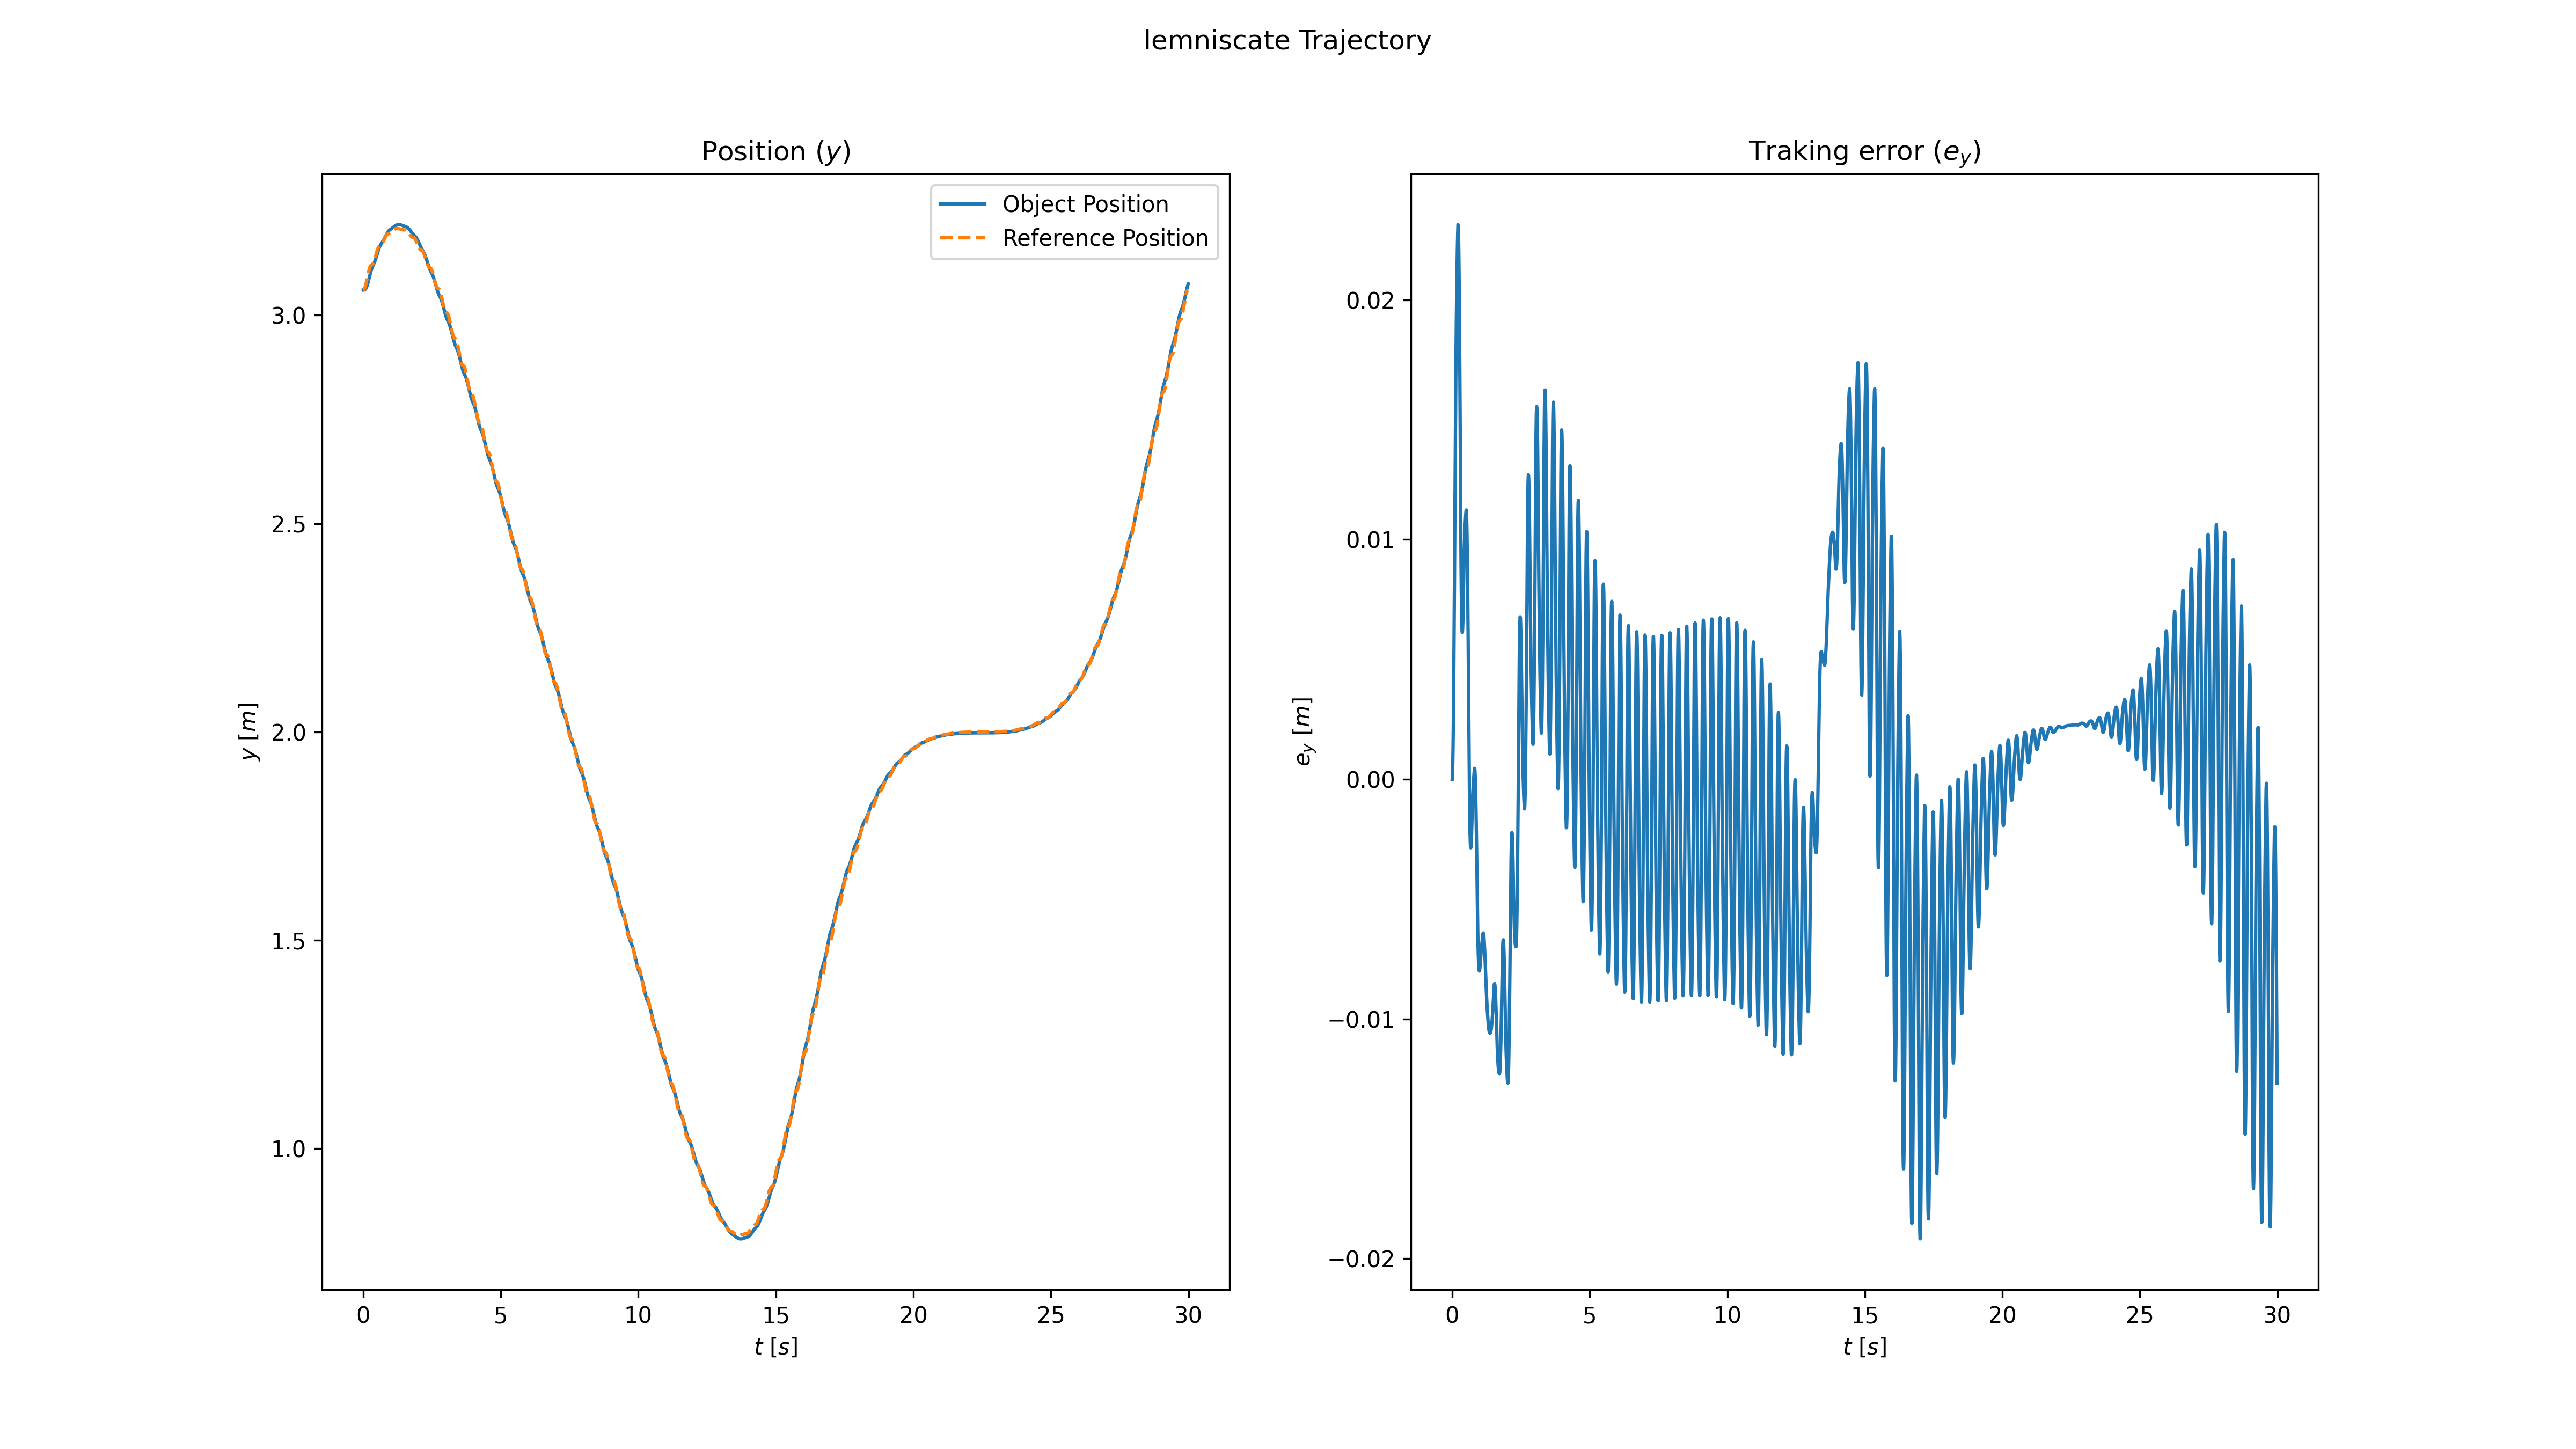 lemniscate Trajectory
Position (y)
Object Position
Reference Position
3.0
2.5
2.0
1.5
1.0
y [m]
0 5 10 15 20 25 30
t [s]
Traking error (e_y)
0.02
0.01
0.00
−0.01
−0.02
e_y [m]
0 5 10 15 20 25 30
t [s]